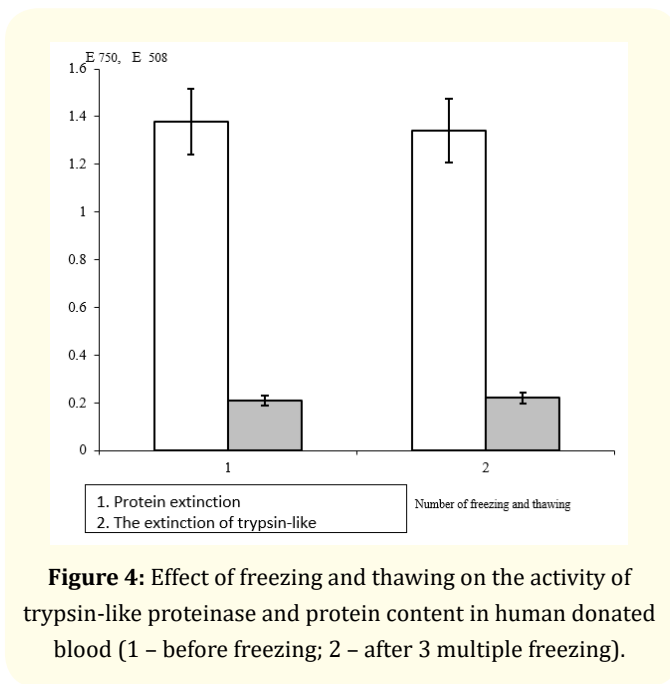 E 750, E 508
1.6
1.4
1.2
1
0.8
0.6
0.4
0.2
0
1 2
1. Protein extinction
2. The extinction of trypsin-like
Number of freezing and thawing
Figure 4: Effect of freezing and thawing on the activity of
trypsin-like proteinase and protein content in human donated
blood (1 – before freezing; 2 – after 3 multiple freezing).